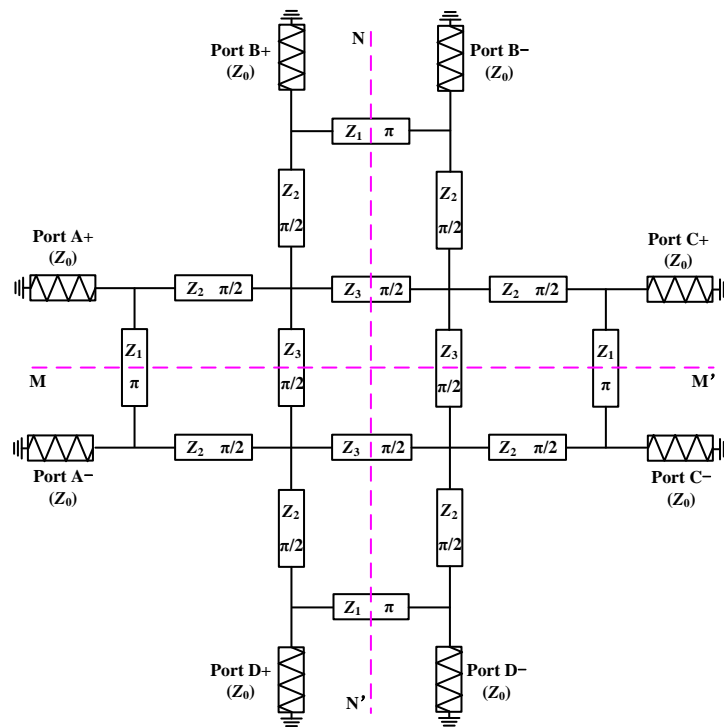 Port B+
(Z0)
N
Port B−
(Z0)
Z1 π
Z2
π/2
Z2
π/2
Port A+
(Z0)
Port C+
(Z0)
Z2 π/2
Z3 π/2
Z2 π/2
Z1
π
Z3
π/2
Z3
π/2
Z1
π
M
M’
Z2 π/2
Z3 π/2
Z2 π/2
Port A−
(Z0)
Port C−
(Z0)
Z2
π/2
Z2
π/2
Z1 π
Port D+
(Z0)
N’
Port D−
(Z0)